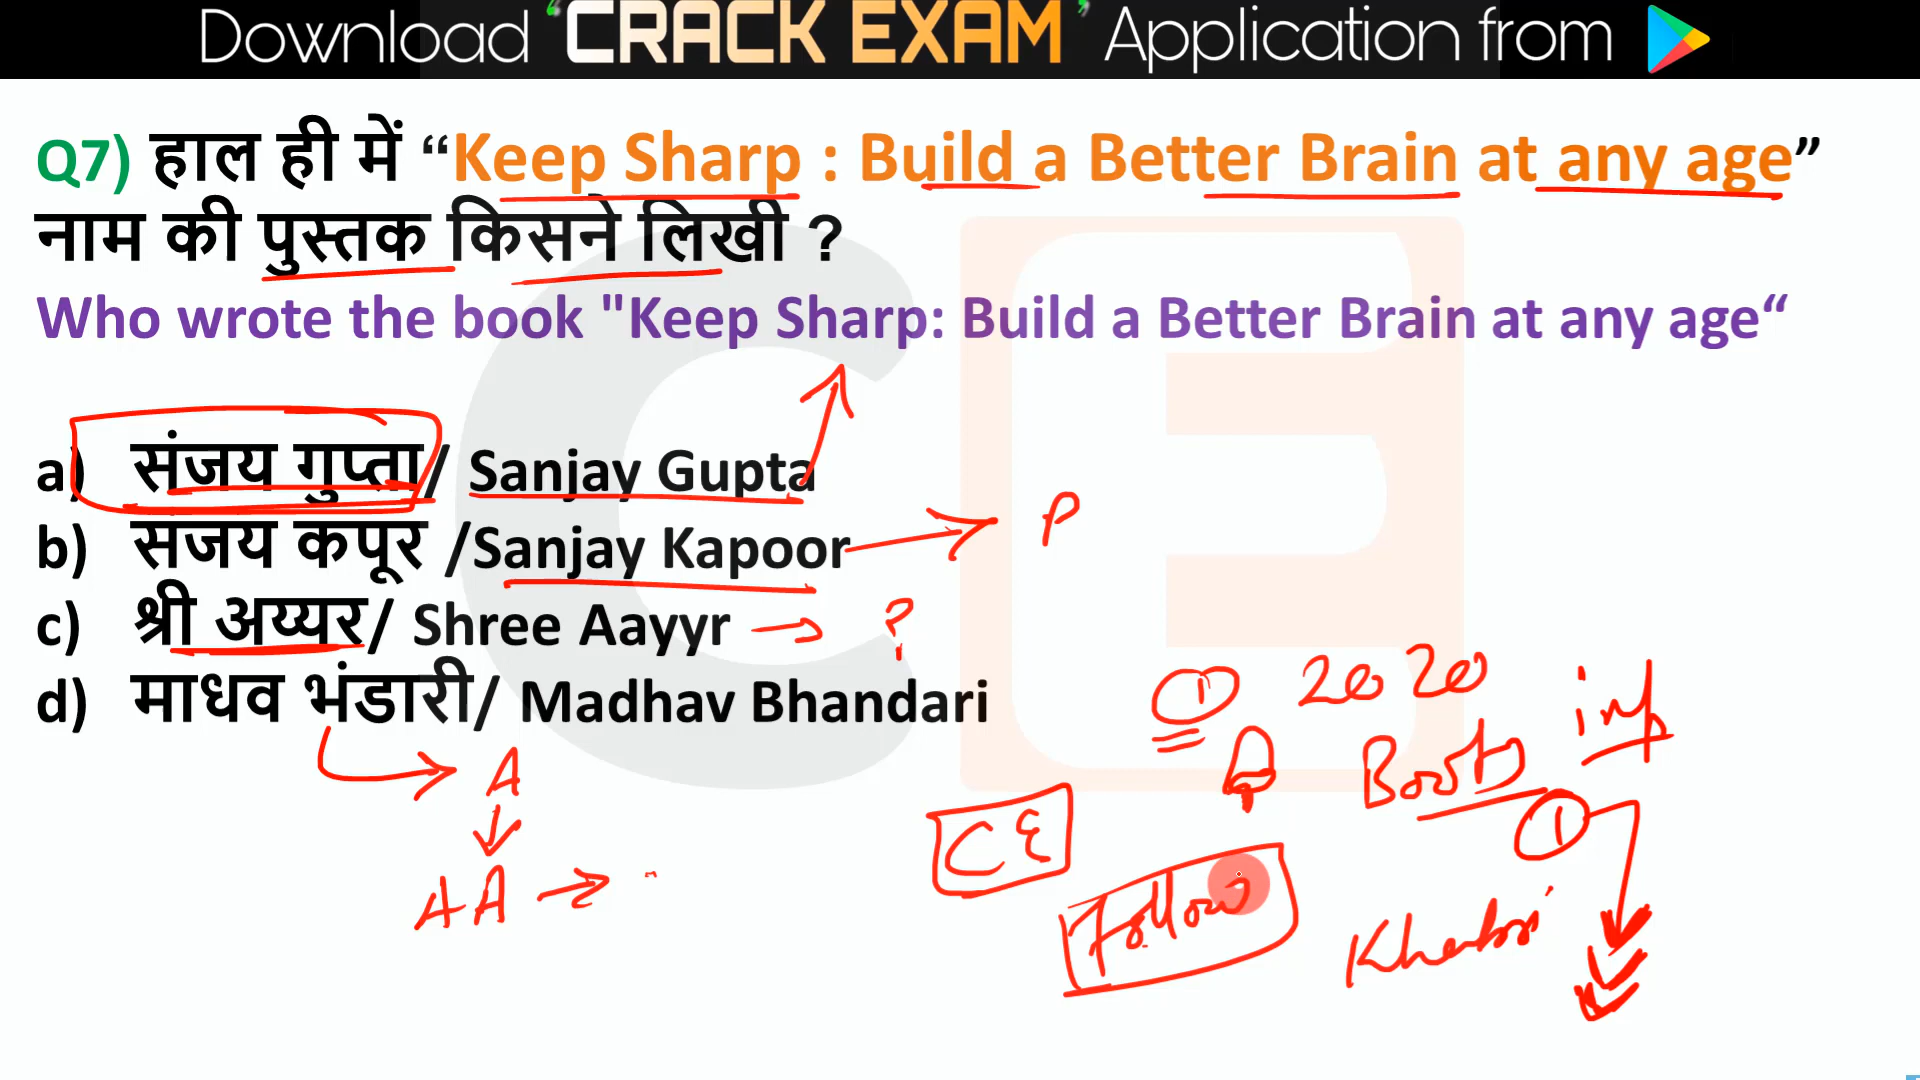 Download ‘CRACK EXAM’ Application from
Q7) हाल ही में “Keep Sharp : Build a Better Brain at any age”
नाम की पुस्तक किसने लिखी ?
Who wrote the book "Keep Sharp: Build a Better Brain at any age“
a) संजय गुप्ता/ Sanjay Gupta
b) संजय कपूर /Sanjay Kapoor
P
c) श्री अय्यर/ Shree Aayyr
?
d) माधव भंडारी/ Madhav Bhandari
1 2020
A
CE
1
AA
Follow